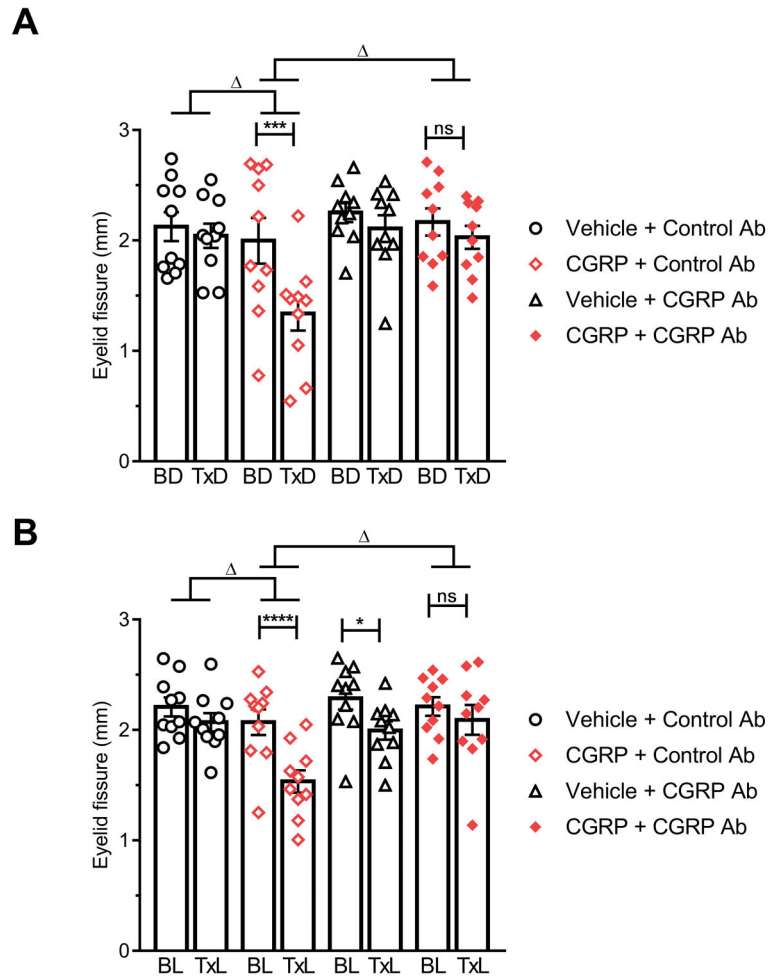 A
Δ
Δ
*** ns
3
2
1
0
Eyelid fissure (mm)
BD TxD BD TxD BD TxD BD TxD
Vehicle + Control Ab
CGRP + Control Ab
Vehicle + CGRP Ab
CGRP + CGRP Ab
B
Δ
Δ
**** * ns
3
2
1
0
Eyelid fissure (mm)
BL TxL BL TxL BL TxL BL TxL
Vehicle + Control Ab
CGRP + Control Ab
Vehicle + CGRP Ab
CGRP + CGRP Ab